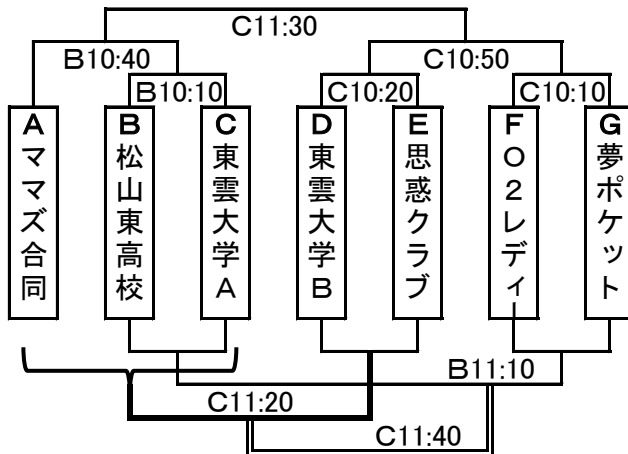 C11:30
B10:40
C10:50
B10:10
C10:20
C10:10
A ママズ合同
B 松山東高校
C 東雲大学A
D 東雲大学B
E 思惑クラブ
F O2レディー
G 夢ポケット
B11:10
C11:20
C11:40